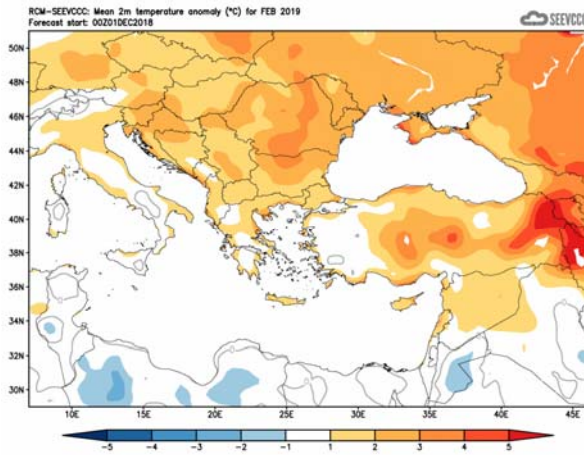 RCM-SEEVCCC: Mean 2m temperature anomaly (°C) for FEB 2019
Forecast start: 00Z01DEC2018
SEEVCCC
50N
48N
46N
44N
42N
40N
38N
36N
34N
32N
30N
10E 15E 20E 25E 30E 35E 40E 45E
-5 -4 -3 -2 -1 1 2 3 4 5